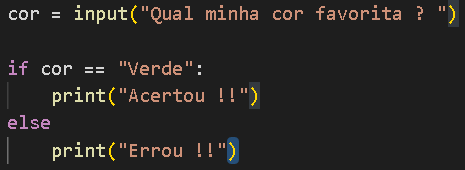 cor = input("Qual minha cor favorita ? ")
if cor == "Verde":
    print("Acertou !!")
else
    print("Errou !!")